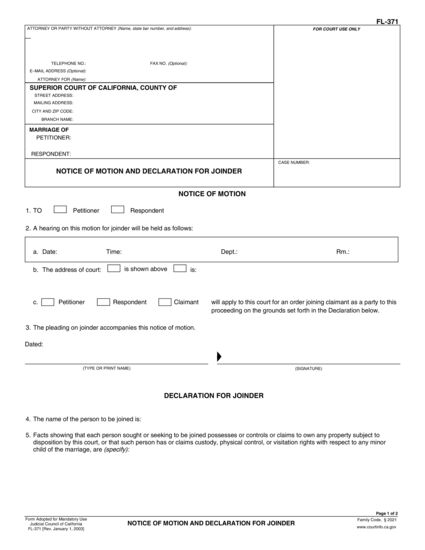 FL-371
ATTORNEY OR PARTY WITHOUT ATTORNEY (Name, state bar number, and address):
FOR COURT USE ONLY
TELEPHONE NO.: FAX NO. (Optional):
E-MAIL ADDRESS (Optional):
ATTORNEY FOR (Name):
SUPERIOR COURT OF CALIFORNIA, COUNTY OF
STREET ADDRESS:
MAILING ADDRESS:
CITY AND ZIP CODE:
BRANCH NAME:
MARRIAGE OF
PETITIONER:
RESPONDENT:
CASE NUMBER:
NOTICE OF MOTION AND DECLARATION FOR JOINDER
NOTICE OF MOTION
1. TO Petitioner Respondent
2. A hearing on this motion for joinder will be held as follows:
a. Date: Time: Dept.: Rm.:
b. The address of court: is shown above is:
c. Petitioner Respondent Claimant will apply to this court for an order joining claimant as a party to this
proceeding on the grounds set forth in the Declaration below.
3. The pleading on joinder accompanies this notice of motion.
Dated:
(TYPE OR PRINT NAME) (SIGNATURE)
DECLARATION FOR JOINDER
4. The name of the person to be joined is:
5. Facts showing that each person sought or seeking to be joined possesses or controls or claims to own any property subject to
disposition by this court, or that such person has or claims custody, physical control, or visitation rights with respect to any minor
child of the marriage, are (specify):
Page 1 of 2
Form Adopted for Mandatory Use
Judicial Council of California
FL-371 [Rev. January 1, 2003]
NOTICE OF MOTION AND DECLARATION FOR JOINDER
Family Code, § 2021
www.courtinfo.ca.gov